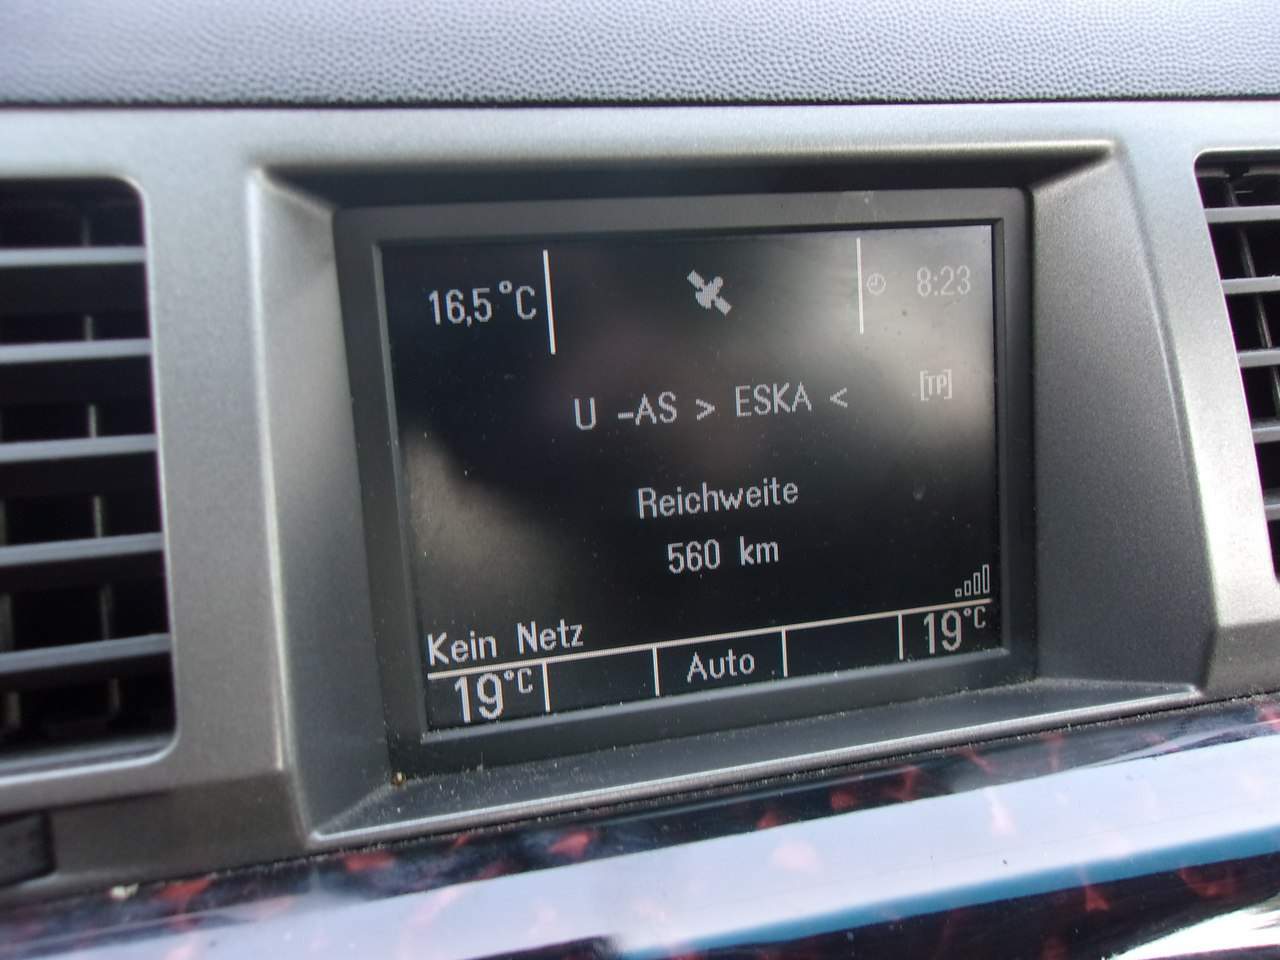 16,5°C
8:23
[TP]
U -AS > ESKA <
Reichweite
560 km
Kein Netz
19°C
Auto
19°C